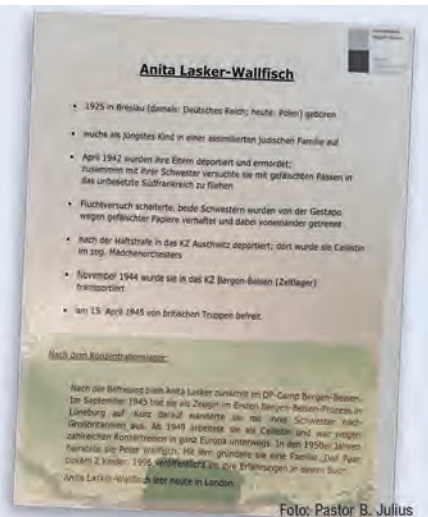 Anita Lasker-Wallfisch
• 1925 in Breslau (damals: Deutsches Reich; heute: Polen) geboren
• wuchs als jüngstes Kind in einer assimilierten jüdischen Familie auf
• April 1942 wurden ihre Eltern deportiert und ermordet;
zusammen mit ihrer Schwester versuchte sie mit gefälschten Pässen in
das unbesetzte Südfrankreich zu fliehen
• Fluchtversuch scheiterte, beide Schwestern wurden von der Gestapo
wegen gefälschter Papiere verhaftet und dabei voneinander getrennt
• nach der Haftstrafe in das KZ Auschwitz deportiert; dort wurde sie Cellistin
im sog. Mädchenorchesters
• November 1944 wurde sie in das KZ Bergen-Belsen (Zeltlager)
transportiert
• am 15. April 1945 von britischen Truppen befreit
Nach dem Konzentrationslager:
Nach der Befreiung blieb Anita Lasker zunächst im DP-Camp Bergen-Belsen.
Im September 1945 trat sie als Zeugin im Ersten Bergen-Belsen-Prozess in
Lüneburg auf. Kurz darauf wanderte sie mit ihrer Schwester nach
Großbritannien aus. Ab 1949 arbeitete sie als Cellistin und war wegen
zahlreichen Konzertreisen in ganz Europa unterwegs. In den 1950er Jahren
heiratete sie Peter Wallfisch. Mit ihm gründete sie eine Familie. Das Paar
bekam 2 Kinder. 1996 veröffentlicht sie ihre Erfahrungen in einem Buch.
Anita Lasker-Wallfisch lebt heute in London.
Foto: Pastor B. Julius